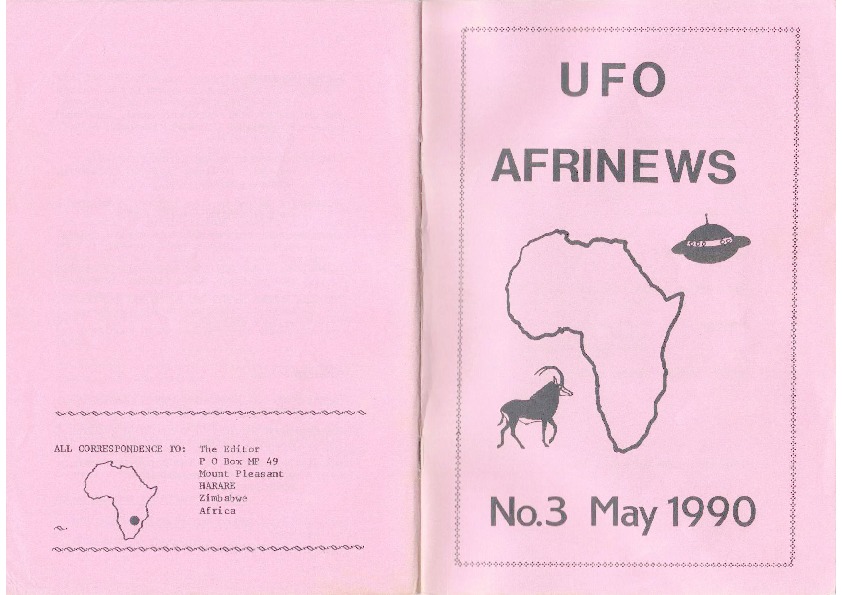 ALL CORRESPONDENCE TO: The Editor
P O Box MP 49
Mount Pleasant
HARARE
Zimbabwe
Africa
UFO
AFRINEWS
No.3 May 1990